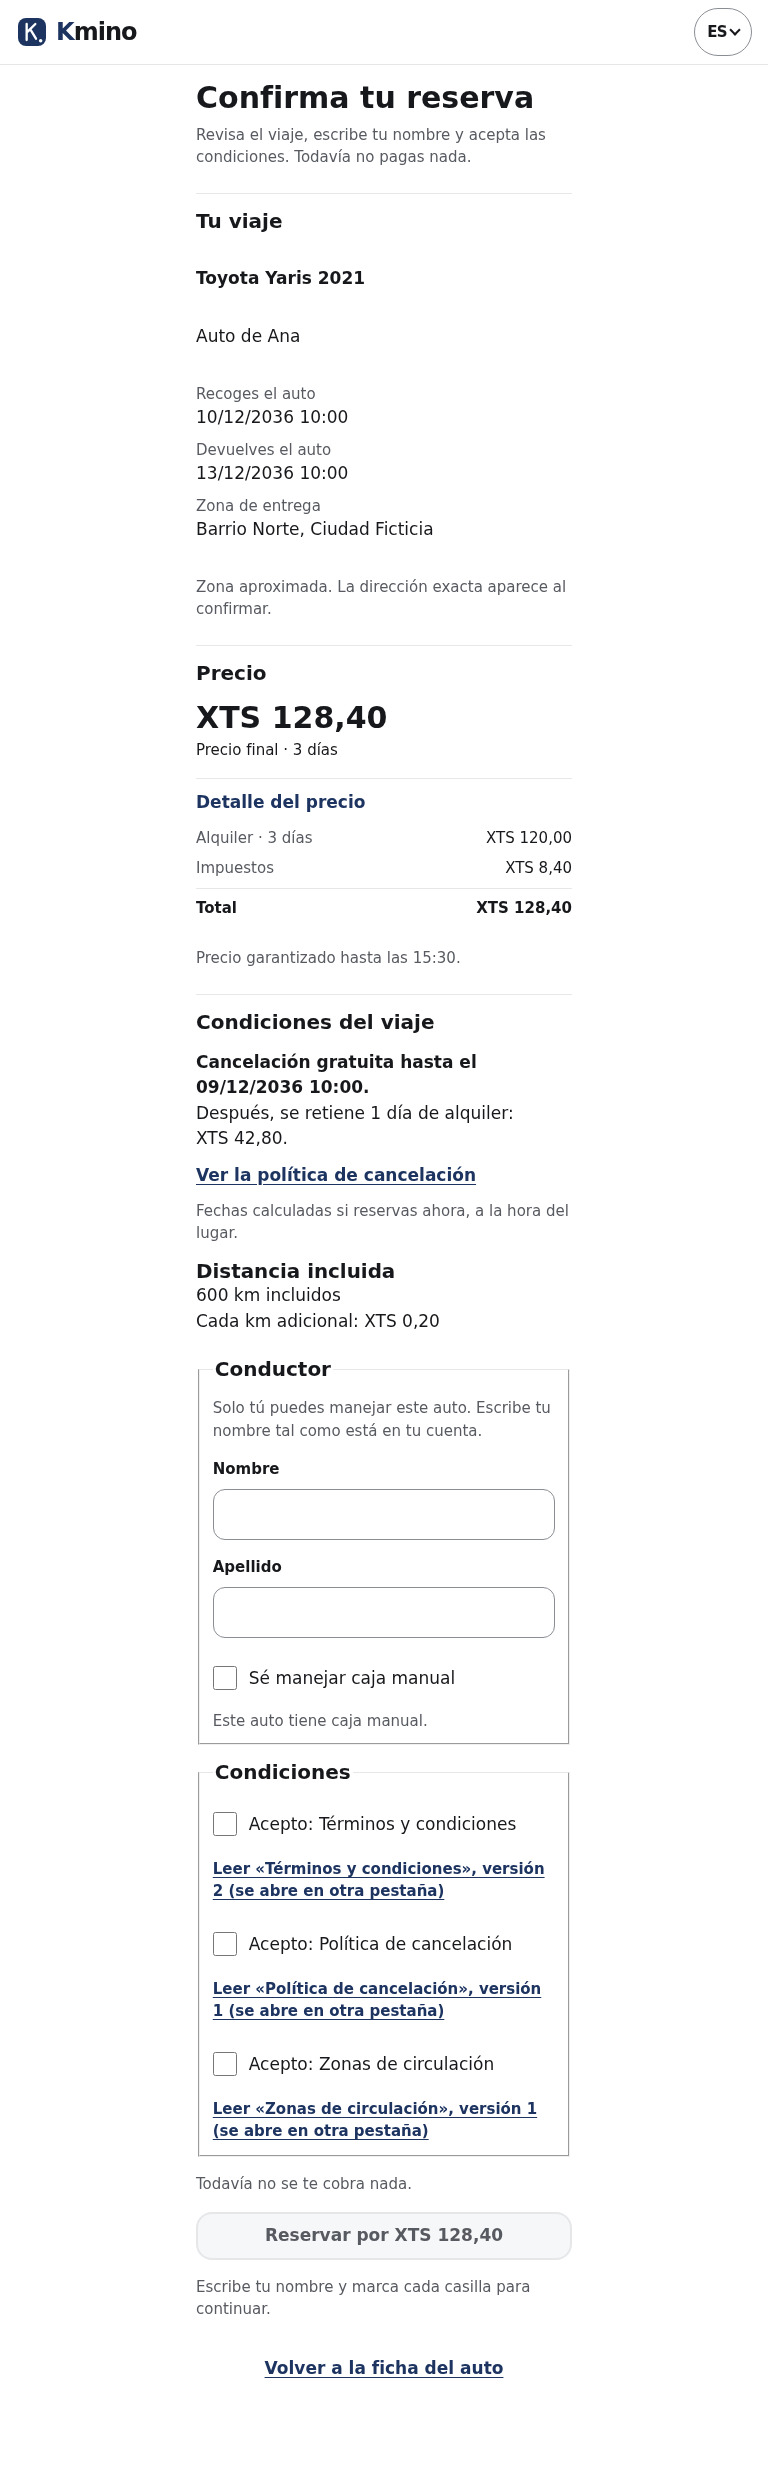 Kmino
ES
Confirma tu reserva
Revisa el viaje, escribe tu nombre y acepta las
condiciones. Todavía no pagas nada.
Tu viaje
Toyota Yaris 2021
Auto de Ana
Recoges el auto
10/12/2036 10:00
Devuelves el auto
13/12/2036 10:00
Zona de entrega
Barrio Norte, Ciudad Ficticia
Zona aproximada. La dirección exacta aparece al
confirmar.
Precio
XTS 128,40
Precio final · 3 días
Detalle del precio
Alquiler · 3 días XTS 120,00
Impuestos XTS 8,40
Total XTS 128,40
Precio garantizado hasta las 15:30.
Condiciones del viaje
Cancelación gratuita hasta el
09/12/2036 10:00.
Después, se retiene 1 día de alquiler:
XTS 42,80.
Ver la política de cancelación
Fechas calculadas si reservas ahora, a la hora del
lugar.
Distancia incluida
600 km incluidos
Cada km adicional: XTS 0,20
Conductor
Solo tú puedes manejar este auto. Escribe tu
nombre tal como está en tu cuenta.
Nombre
Apellido
Sé manejar caja manual
Este auto tiene caja manual.
Condiciones
Acepto: Términos y condiciones
Leer «Términos y condiciones», versión
2 (se abre en otra pestaña)
Acepto: Política de cancelación
Leer «Política de cancelación», versión
1 (se abre en otra pestaña)
Acepto: Zonas de circulación
Leer «Zonas de circulación», versión 1
(se abre en otra pestaña)
Todavía no se te cobra nada.
Reservar por XTS 128,40
Escribe tu nombre y marca cada casilla para
continuar.
Volver a la ficha del auto